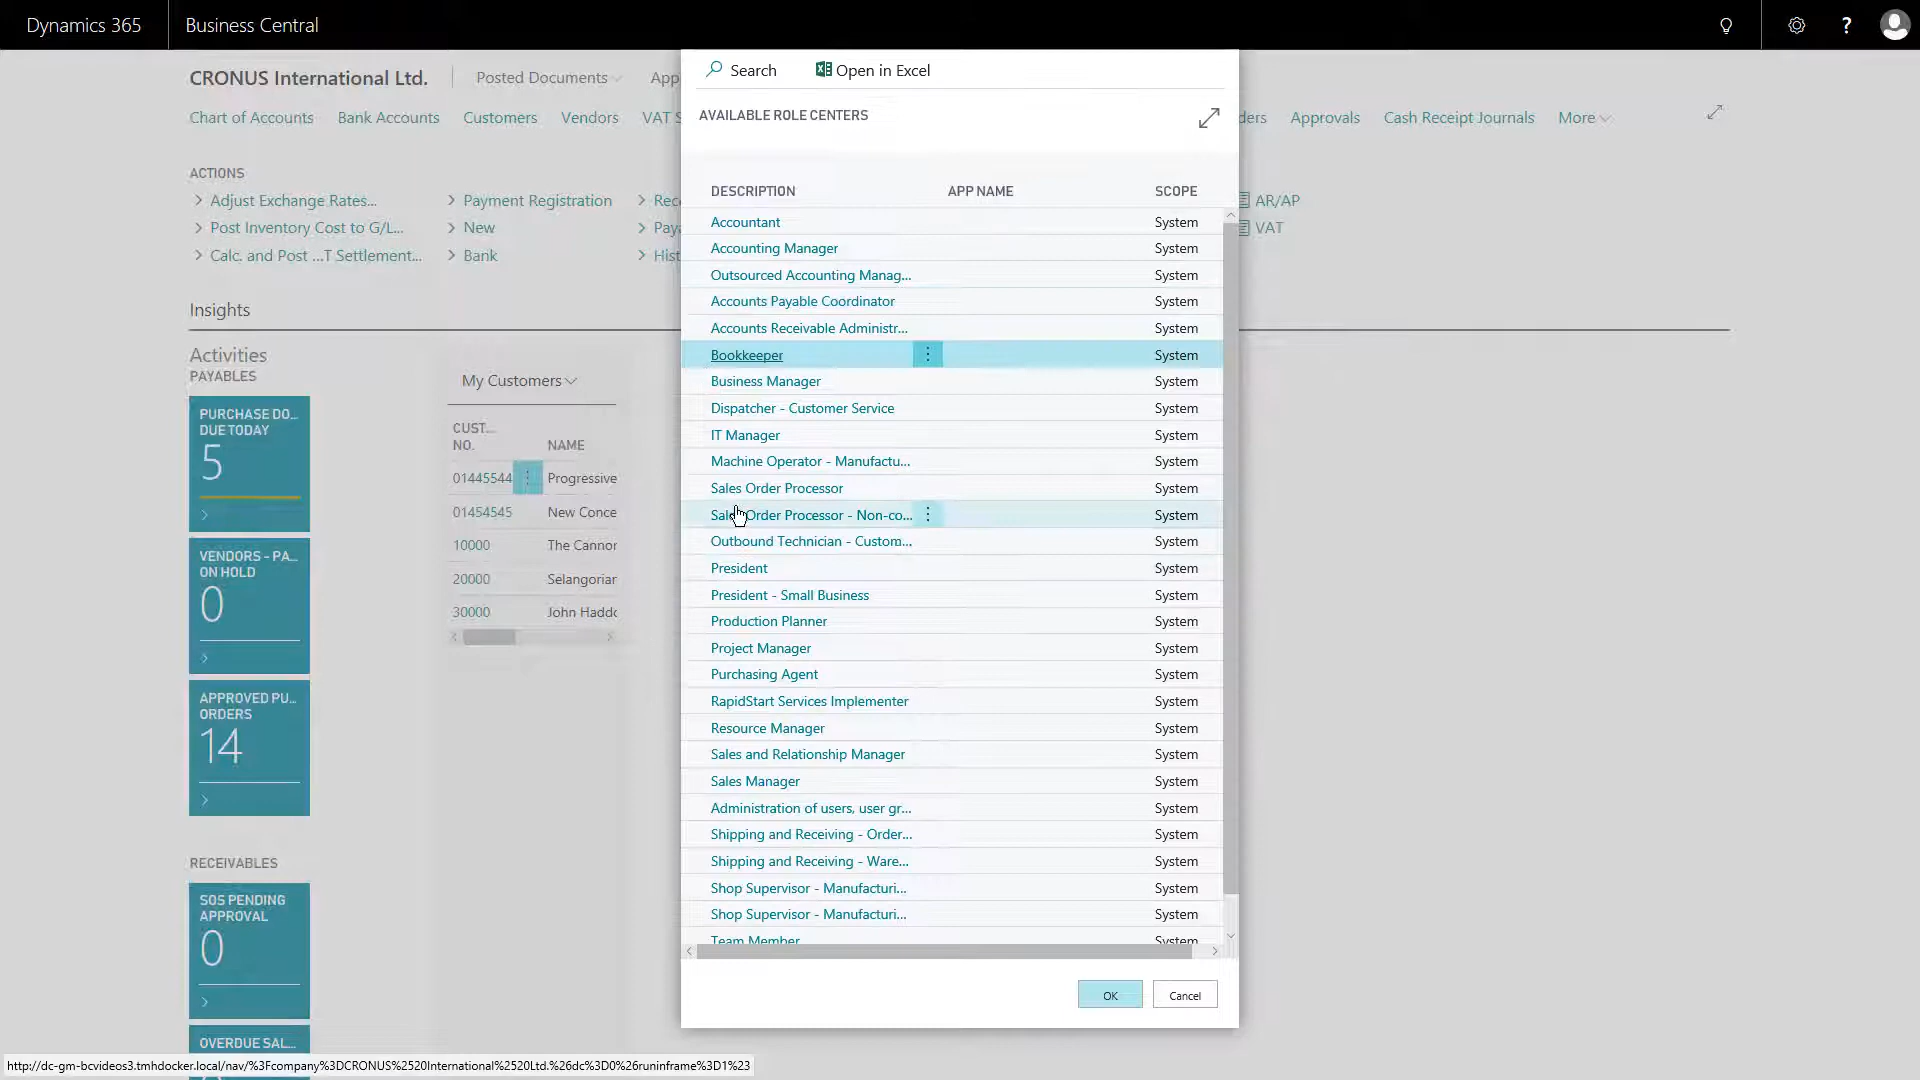 Dynamics 365
Business Central
?
CRONUS International Ltd.
Posted Documents
App
Chart of Accounts
Bank Accounts
Customers
Vendors
VAT S
ders
Approvals
Cash Receipt Journals
More
ACTIONS
Adjust Exchange Rates...
Post Inventory Cost to G/L...
Calc. and Post ...T Settlement...
Payment Registration
New
Bank
Rec
Pay
Hist
AR/AP
VAT
Insights
Activities
PAYABLES
PURCHASE DO...
DUE TODAY
5
VENDORS - PA...
ON HOLD
0
APPROVED PU...
ORDERS
14
RECEIVABLES
SOS PENDING
APPROVAL
0
OVERDUE SAL...
My Customers
CUST...
NO.
NAME
01445544
Progressive
01454545
New Conce
10000
The Cannor
20000
Selangorian
30000
John Haddo
Search
Open in Excel
AVAILABLE ROLE CENTERS
DESCRIPTION
APP NAME
SCOPE
Accountant
System
Accounting Manager
System
Outsourced Accounting Manag...
System
Accounts Payable Coordinator
System
Accounts Receivable Administr...
System
Bookkeeper
System
Business Manager
System
Dispatcher - Customer Service
System
IT Manager
System
Machine Operator - Manufactu...
System
Sales Order Processor
System
Sales Order Processor - Non-co...
System
Outbound Technician - Custom...
System
President
System
President - Small Business
System
Production Planner
System
Project Manager
System
Purchasing Agent
System
RapidStart Services Implementer
System
Resource Manager
System
Sales and Relationship Manager
System
Sales Manager
System
Administration of users, user gr...
System
Shipping and Receiving - Order...
System
Shipping and Receiving - Ware...
System
Shop Supervisor - Manufacturi...
System
Shop Supervisor - Manufacturi...
System
Team Member
System
OK
Cancel
http://dc-gm-bcvideos3.tmhdocker.local/nav/%3Fcompany%3DCRONUS%2520International%2520Ltd.%26dc%3D0%26runinframe%3D1%23